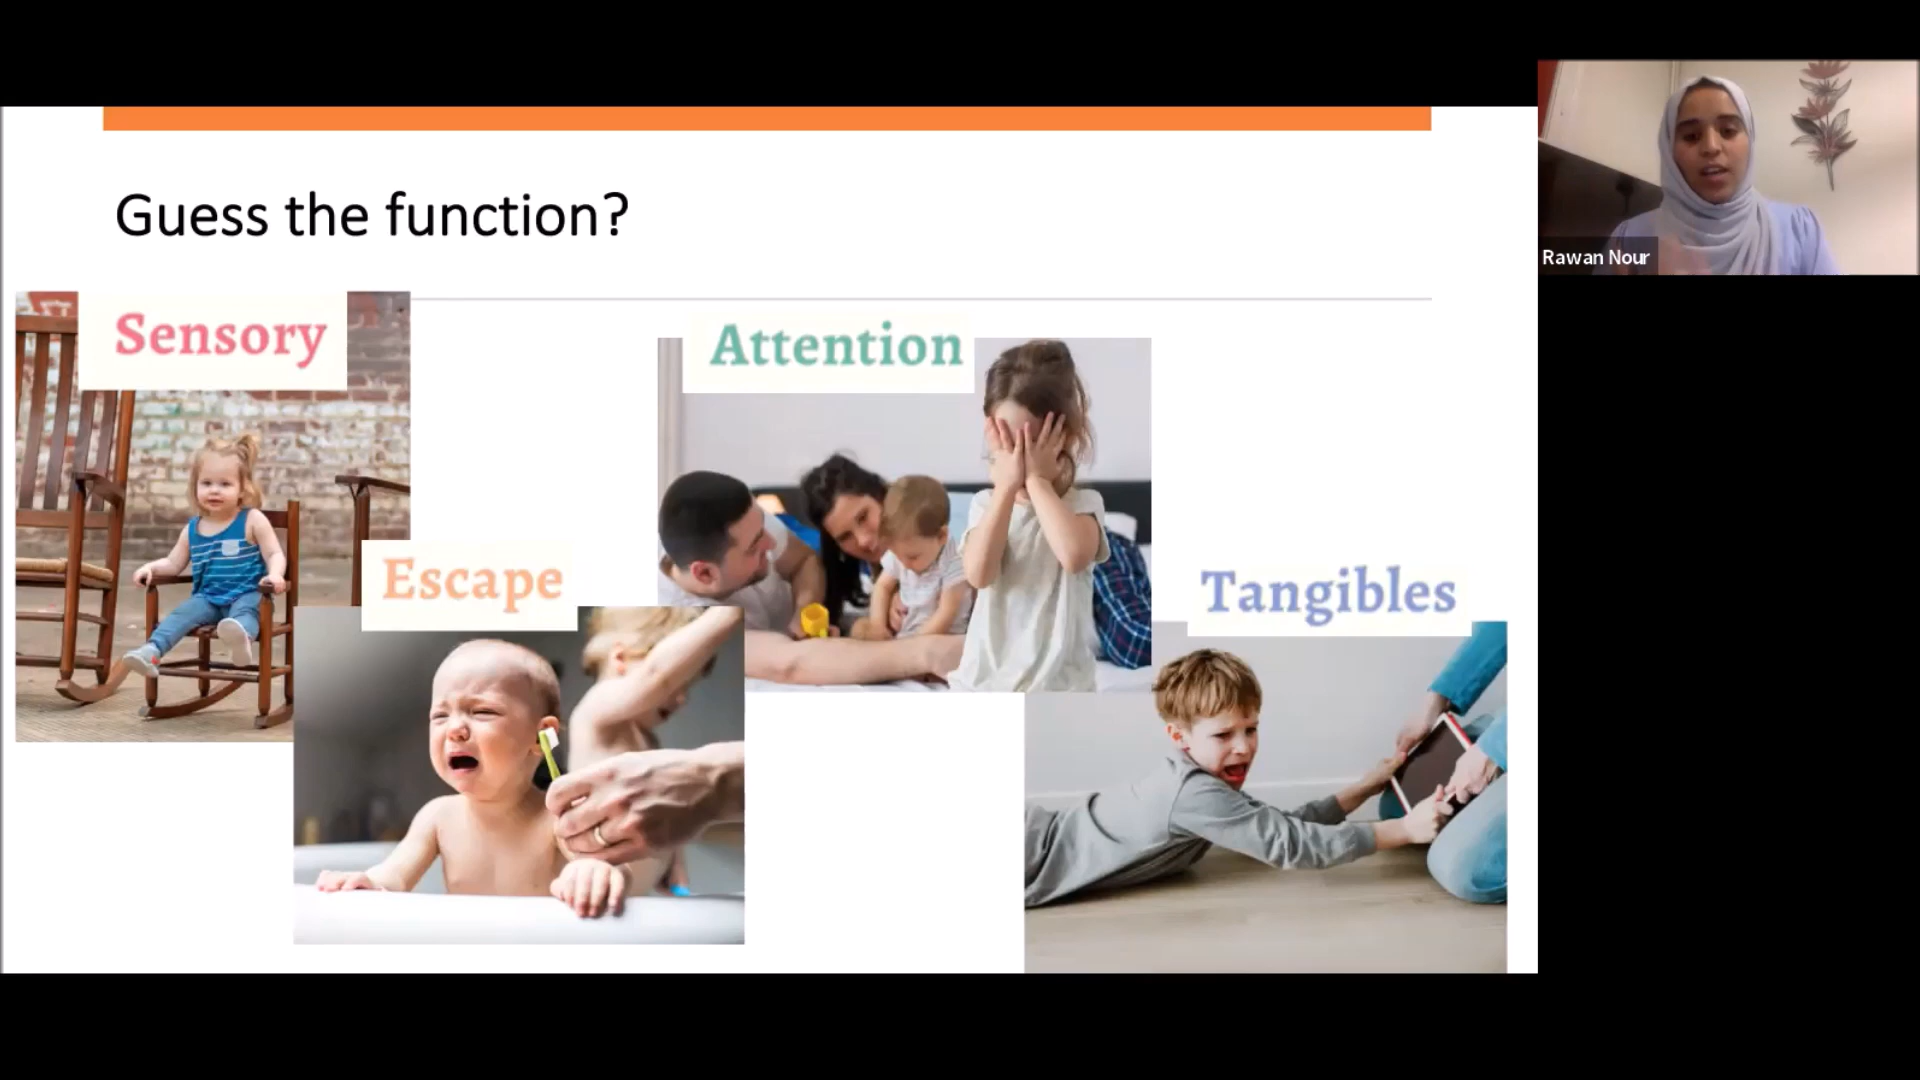 Guess the function?
Sensory
Attention
Escape
Tangibles
Rawan Nour